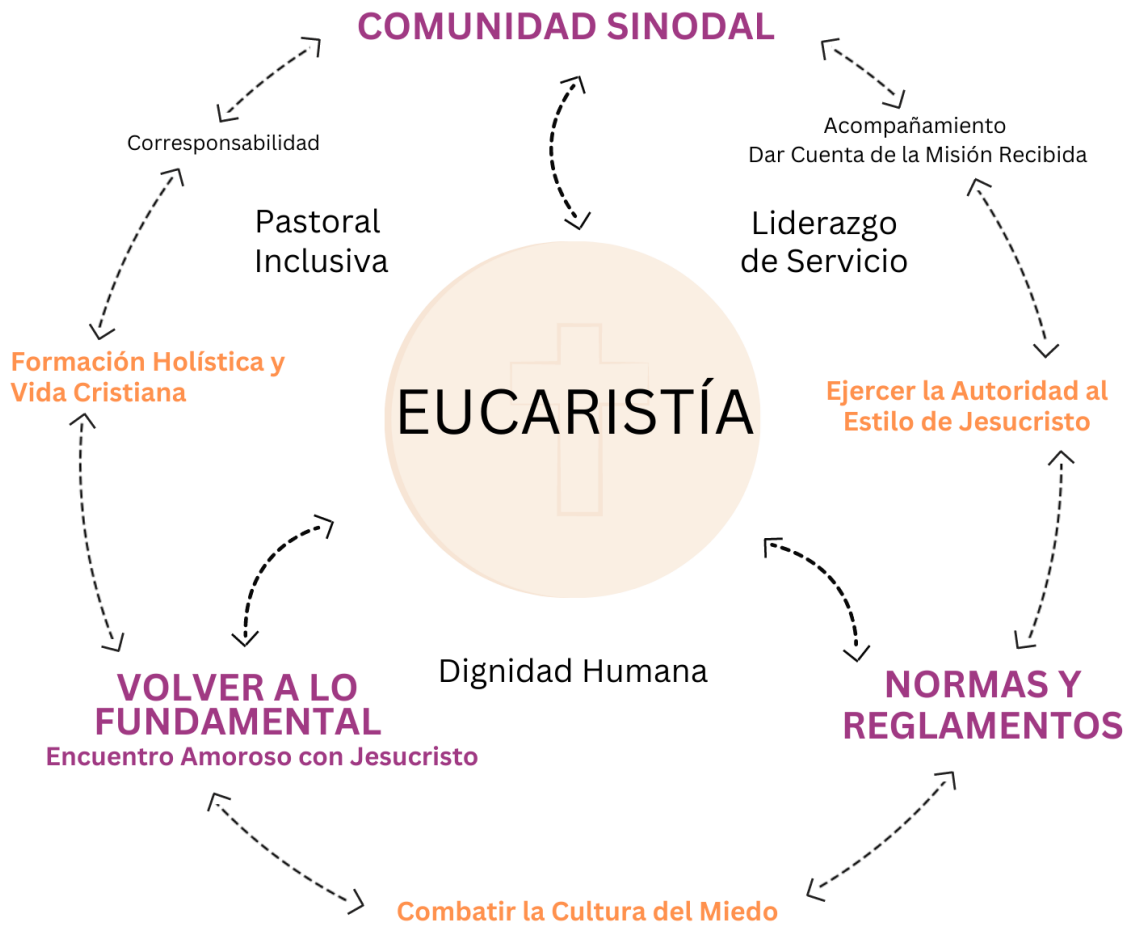 COMUNIDAD SINODAL
Corresponsabilidad
Acompañamiento
Dar Cuenta de la Misión Recibida
Pastoral
Inclusiva
Liderazgo
de Servicio
Formación Holística y
Vida Cristiana
EUCARISTÍA
Ejercer la Autoridad al
Estilo de Jesucristo
Dignidad Humana
VOLVER A LO
FUNDAMENTAL
Encuentro Amoroso con Jesucristo
NORMAS Y
REGLAMENTOS
Combatir la Cultura del Miedo